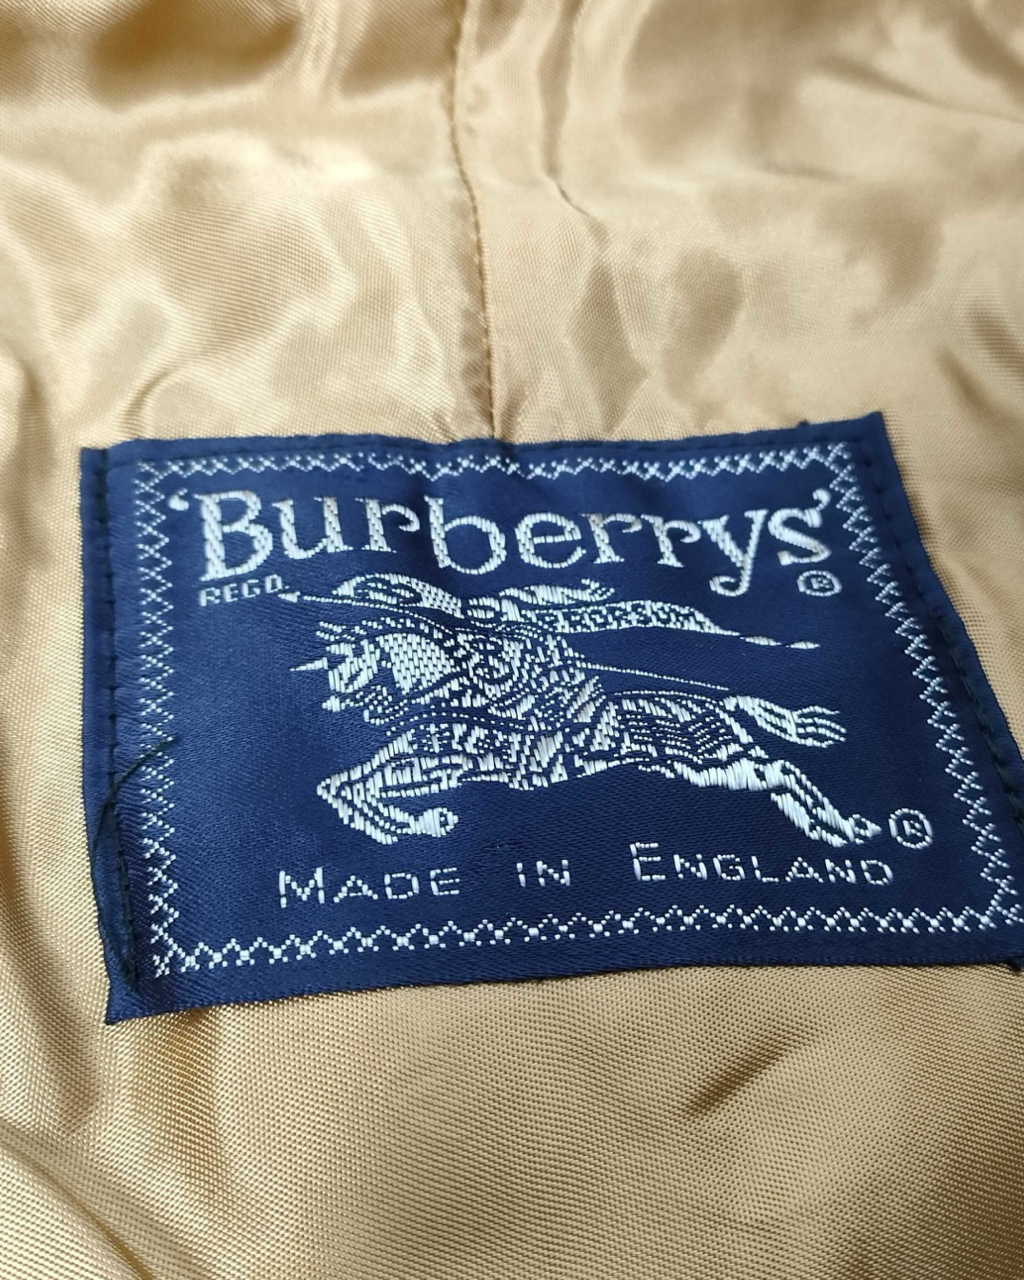 ‘Burberrys’
REGD. ®
®
MADE IN ENGLAND